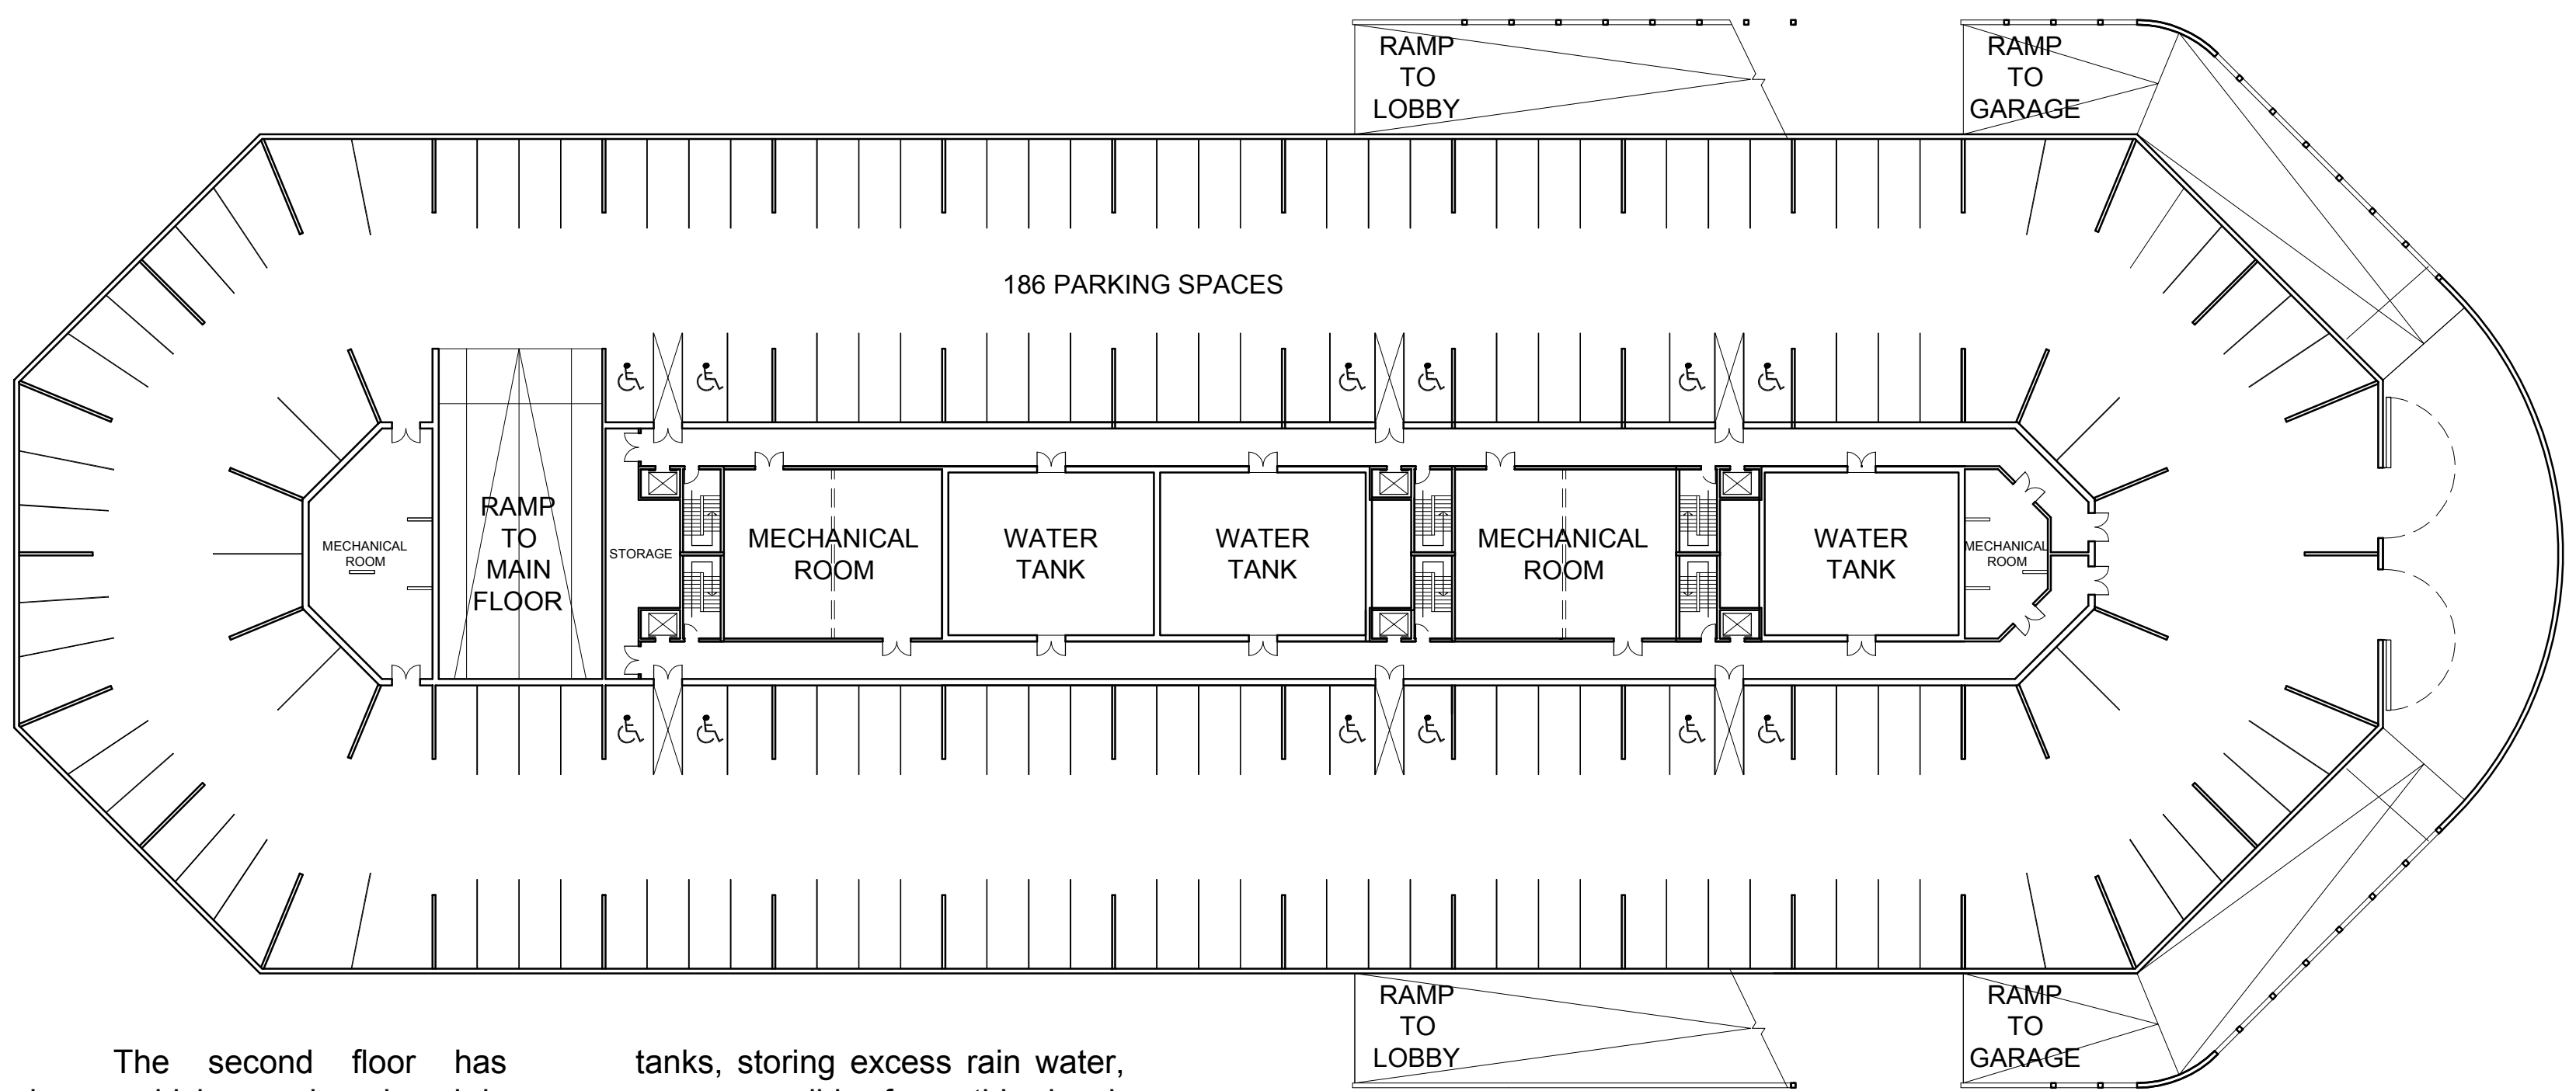 RAMP
TO
LOBBY
RAMP
TO
GARAGE
186 PARKING SPACES
MECHANICAL
ROOM
RAMP
TO
MAIN
FLOOR
STORAGE
MECHANICAL
ROOM
WATER
TANK
WATER
TANK
MECHANICAL
ROOM
WATER
TANK
MECHANICAL
ROOM
RAMP
TO
LOBBY
RAMP
TO
GARAGE
The second floor has
tanks, storing excess rain water,